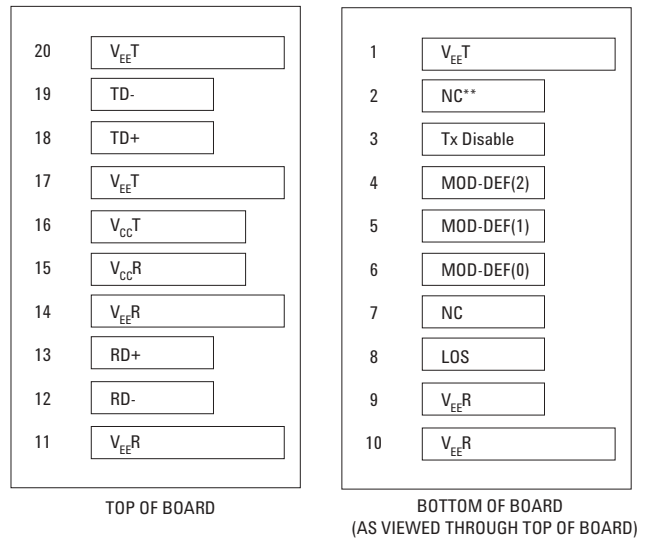 20 VEET
19 TD-
18 TD+
17 VEET
16 VCCT
15 VCCR
14 VEER
13 RD+
12 RD-
11 VEER
TOP OF BOARD
1 VEET
2 NC**
3 Tx Disable
4 MOD-DEF(2)
5 MOD-DEF(1)
6 MOD-DEF(0)
7 NC
8 LOS
9 VEER
10 VEER
BOTTOM OF BOARD
(AS VIEWED THROUGH TOP OF BOARD)